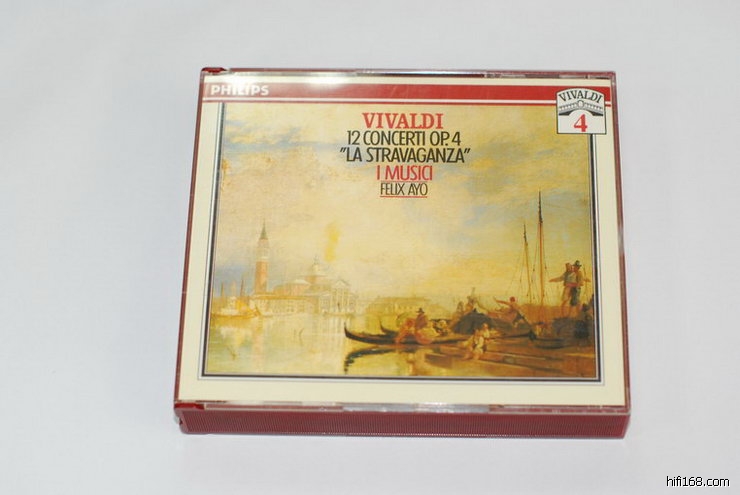 PHILIPS
VIVALDI
4
VIVALDI
12 CONCERTI OP. 4
"LA STRAVAGANZA"
I MUSICI
FELIX AYO
hifi168.com